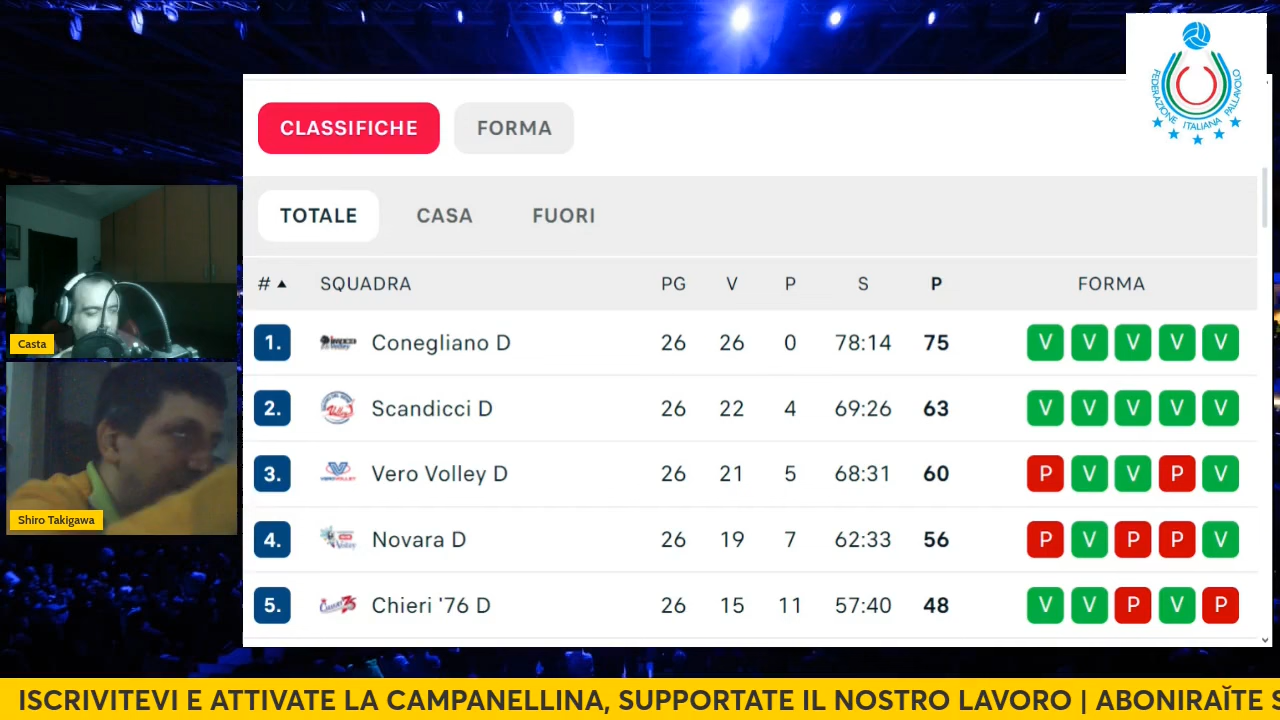 FEDERAZIONE ITALIANA PALLAVOLO
CLASSIFICHE FORMA
TOTALE CASA FUORI
# SQUADRA PG V P S P FORMA
1. Conegliano D 26 26 0 78:14 75 V V V V V
2. Scandicci D 26 22 4 69:26 63 V V V V V
3. Vero Volley D 26 21 5 68:31 60 P V V P V
4. Novara D 26 19 7 62:33 56 P V P P V
5. Chieri '76 D 26 15 11 57:40 48 V V P V P
Casta
Shiro Takigawa
ISCRIVITEVI E ATTIVATE LA CAMPANELLINA, SUPPORTATE IL NOSTRO LAVORO | ABONIRAĬTE S